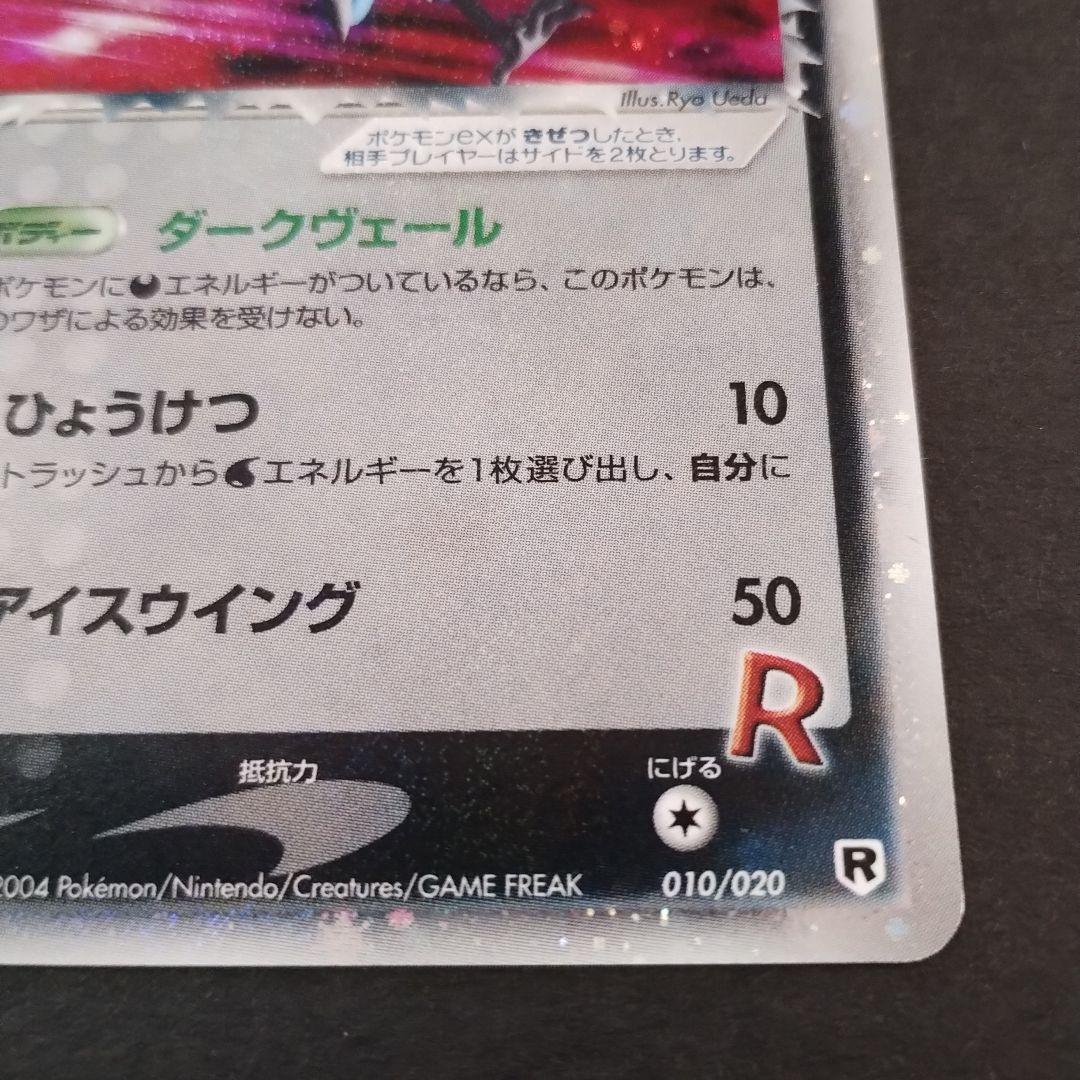 Illus.Ryo Ueda
ポケモンexが きぜつしたとき、
相手プレイヤーはサイドを2枚とります。
ボディー ダークヴェール
ポケモンにエネルギーがついているなら、このポケモンは、
のワザによる効果を受けない。
ひょうけつ 10
トラッシュからエネルギーを1枚選び出し、自分に
アイスウイング 50
R
抵抗力 にげる
2004 Pokémon/Nintendo/Creatures/GAME FREAK 010/020 R